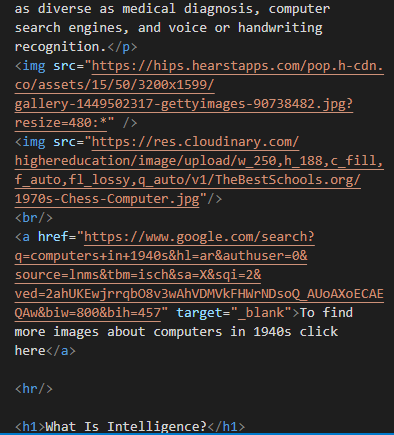 as diverse as medical diagnosis, computer
search engines, and voice or handwriting
recognition.</p>
<img src="https://hips.hearstapps.com/pop.h-cdn.
co/assets/15/50/3200x1599/
gallery-1449502317-gettyimages-90738482.jpg?
resize=480:*" />
<img src="https://res.cloudinary.com/
highereducation/image/upload/w_250,h_188,c_fill,
f_auto,fl_lossy,q_auto/v1/TheBestSchools.org/
1970s-Chess-Computer.jpg"/>
<br/>
<a href="https://www.google.com/search?
q=computers+in+1940s&hl=ar&authuser=0&
source=lnms&tbm=isch&sa=X&sqi=2&
ved=2ahUKEwjrrqbO8v3wAhVDMVkFHWrNDsoQ_AUoAXoECAE
QAw&biw=800&bih=457" target="_blank">To find
more images about computers in 1940s click
here</a>
<hr/>
<h1>What Is Intelligence?</h1>